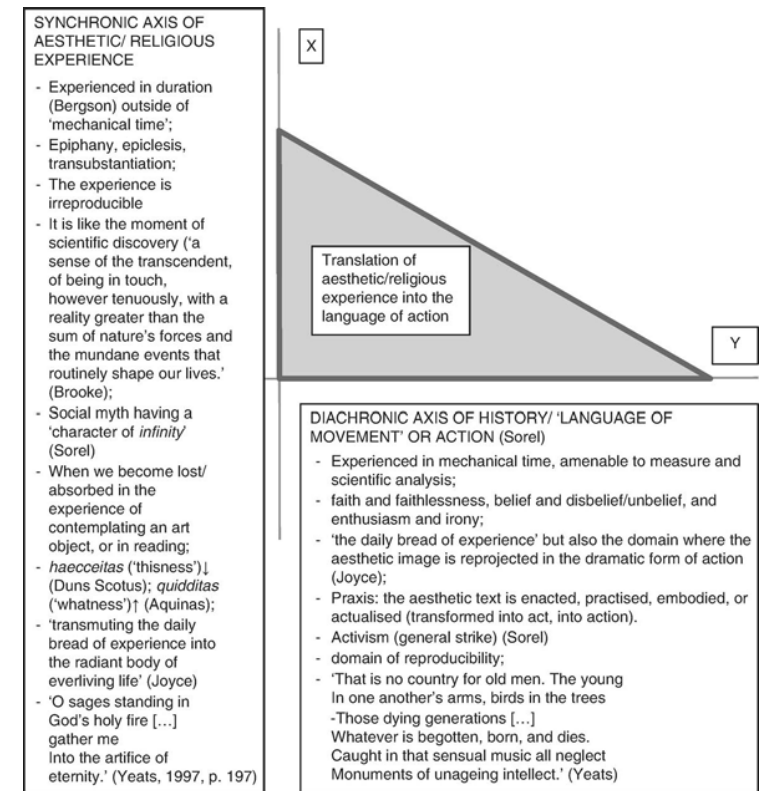 SYNCHRONIC AXIS OF
AESTHETIC/ RELIGIOUS
EXPERIENCE
- Experienced in duration
(Bergson) outside of
‘mechanical time’;
- Epiphany, epiclesis,
transubstantiation;
- The experience is
irreproducible
- It is like the moment of
scientific discovery (‘a
sense of the transcendent,
of being in touch,
however tenuously, with a
reality greater than the
sum of nature’s forces and
the mundane events that
routinely shape our lives.’
(Brooke);
- Social myth having a
‘character of infinity’
(Sorel)
- When we become lost/
absorbed in the
experience of
contemplating an art
object, or in reading;
- haecceitas (‘thisness’)↓
(Duns Scotus); quidditas
(‘whatness’)↑ (Aquinas);
- ‘transmuting the daily
bread of experience into
the radiant body of
everliving life’ (Joyce)
- ‘O sages standing in
God’s holy fire […]
gather me
Into the artifice of
eternity.’ (Yeats, 1997, p. 197)
X
Translation of
aesthetic/religious
experience into the
language of action
Y
DIACHRONIC AXIS OF HISTORY/ ‘LANGUAGE OF
MOVEMENT’ OR ACTION (Sorel)
- Experienced in mechanical time, amenable to measure and
scientific analysis;
- faith and faithlessness, belief and disbelief/unbelief, and
enthusiasm and irony;
- ‘the daily bread of experience’ but also the domain where the
aesthetic image is reprojected in the dramatic form of action
(Joyce);
- Praxis: the aesthetic text is enacted, practised, embodied, or
actualised (transformed into act, into action).
- Activism (general strike) (Sorel)
- domain of reproducibility;
- ‘That is no country for old men. The young
In one another’s arms, birds in the trees
-Those dying generations […]
Whatever is begotten, born, and dies.
Caught in that sensual music all neglect
Monuments of unageing intellect.’ (Yeats)